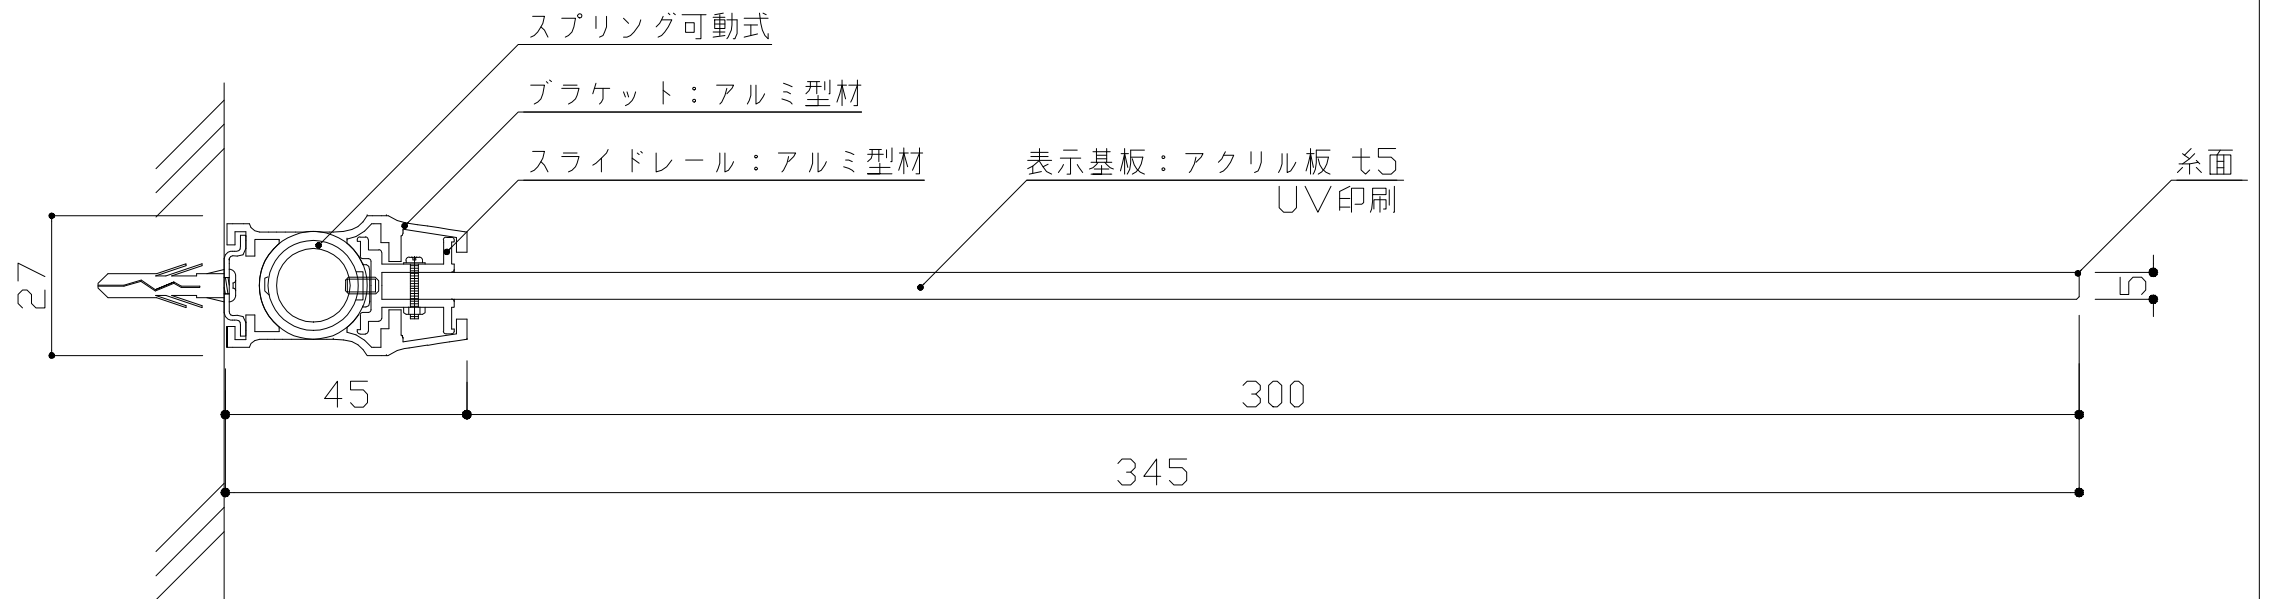 スプリング可動式
ブラケット：アルミ型材
スライドレール：アルミ型材
表示基板：アクリル板 t5
UV印刷
糸面
27
5
45
300
345